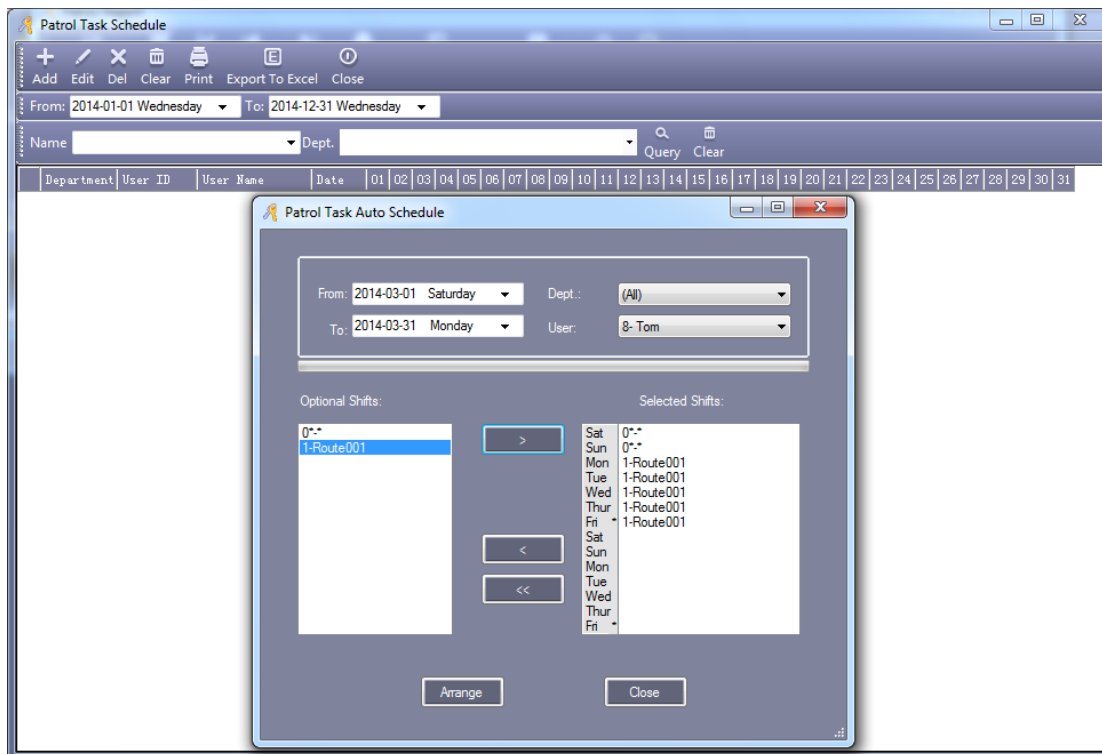 Patrol Task Schedule
Add Edit Del Clear Print Export To Excel Close
From: 2014-01-01 Wednesday To: 2014-12-31 Wednesday
Name Dept. Query Clear
Department User ID User Name Date 01 02 03 04 05 06 07 08 09 10 11 12 13 14 15 16 17 18 19 20 21 22 23 24 25 26 27 28 29 30 31
Patrol Task Auto Schedule
From: 2014-03-01 Saturday Dept.: (All)
To: 2014-03-31 Monday User: 8- Tom
Optional Shifts: Selected Shifts:
0*-*
1-Route001
>
<
<<
Sat 0*-*
Sun 0*-*
Mon 1-Route001
Tue 1-Route001
Wed 1-Route001
Thur 1-Route001
Fri * 1-Route001
Sat
Sun
Mon
Tue
Wed
Thur
Fri *
Arrange Close